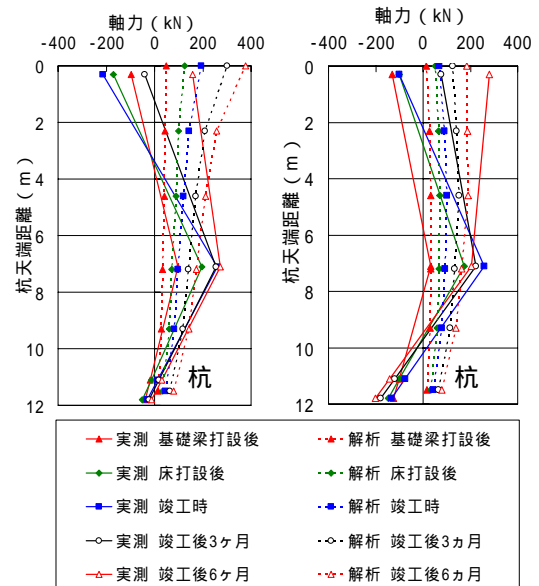 軸力（kN）
軸力（kN）
-400 -200 0 200 400
-400 -200 0 200 400
杭天端距離（m）
0
2
4
6
8
10
12
杭
杭天端距離（m）
0
2
4
6
8
10
12
杭
実測 基礎梁打設後
解析 基礎梁打設後
実測 床打設後
解析 床打設後
実測 竣工時
解析 竣工時
実測 竣工後3ヶ月
解析 竣工後3ヵ月
実測 竣工後6ヶ月
解析 竣工後6ヵ月